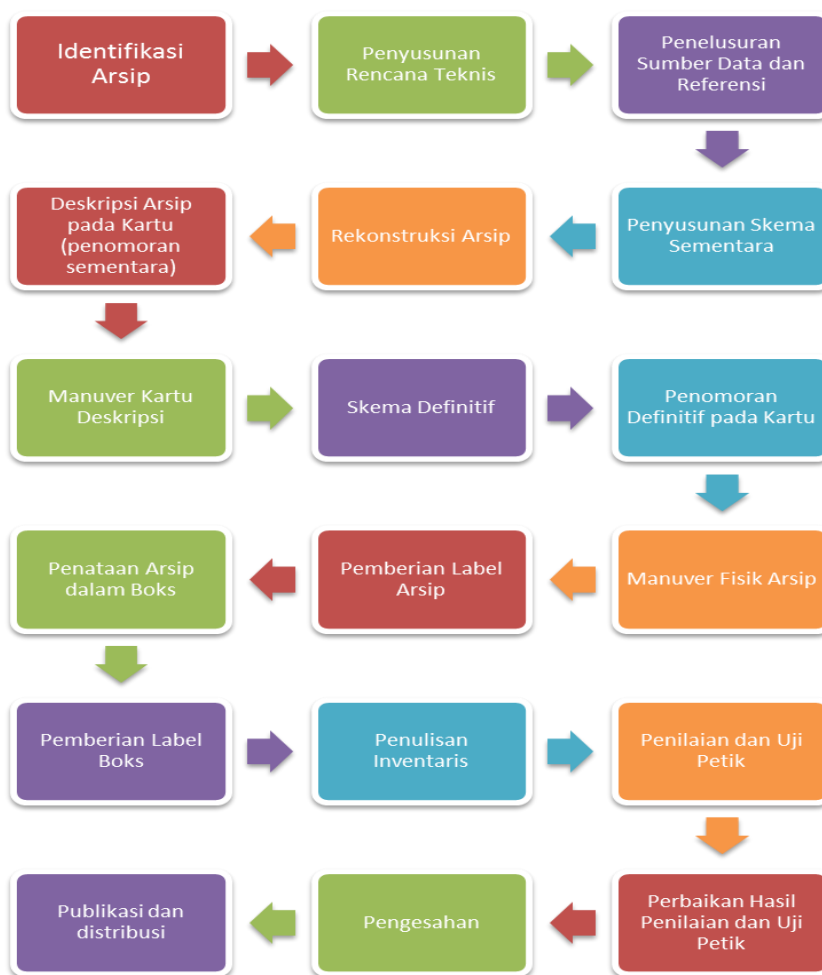 Identifikasi
Arsip
Penyusunan
Rencana Teknis
Penelusuran
Sumber Data dan
Referensi
Penyusunan Skema
Sementara
Rekonstruksi Arsip
Deskripsi Arsip
pada Kartu
(penomoran
sementara)
Manuver Kartu
Deskripsi
Skema Definitif
Penomoran
Definitif pada Kartu
Manuver Fisik Arsip
Pemberian Label
Arsip
Penataan Arsip
dalam Boks
Pemberian Label
Boks
Penulisan
Inventaris
Penilaian dan Uji
Petik
Perbaikan Hasil
Penilaian dan Uji
Petik
Pengesahan
Publikasi dan
distribusi